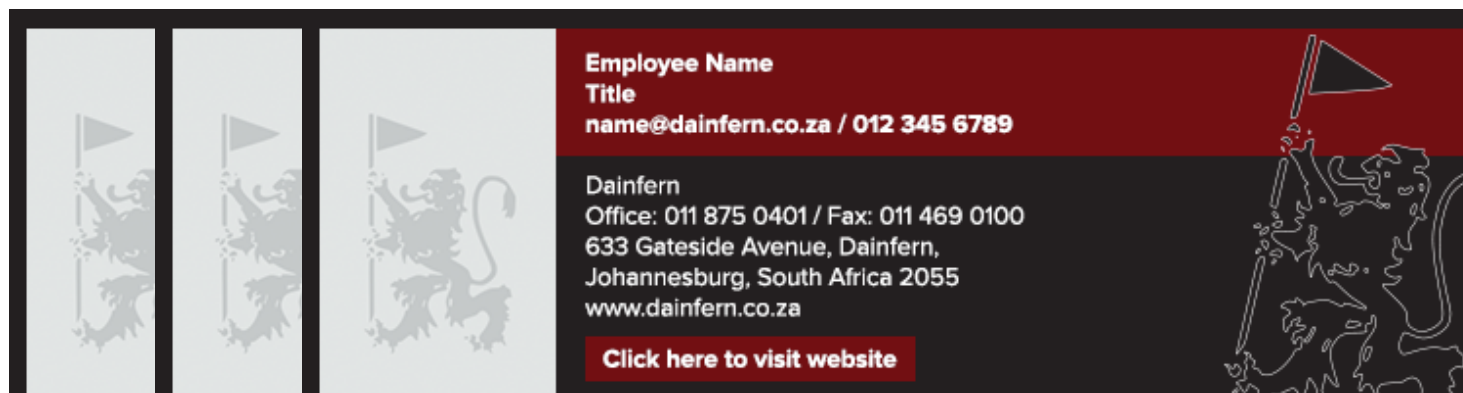 Employee Name
Title
name@dainfern.co.za / 012 345 6789
Dainfern
Office: 011 875 0401 / Fax: 011 469 0100
633 Gateside Avenue, Dainfern,
Johannesburg, South Africa 2055
www.dainfern.co.za
Click here to visit website